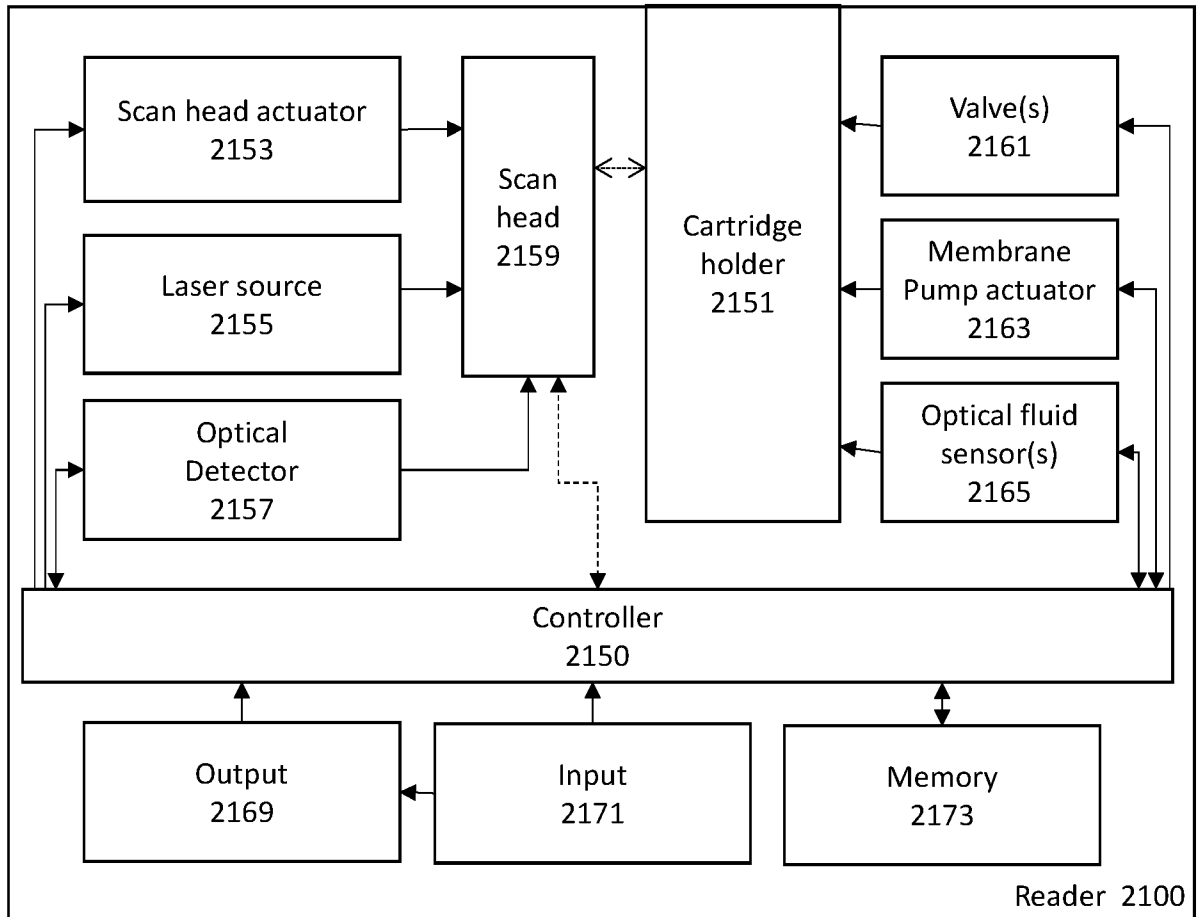 Scan head actuator
2153
Laser source
2155
Optical
Detector
2157
Scan
head
2159
Cartridge
holder
2151
Valve(s)
2161
Membrane
Pump actuator
2163
Optical fluid
sensor(s)
2165
Controller
2150
Output
2169
Input
2171
Memory
2173
Reader 2100